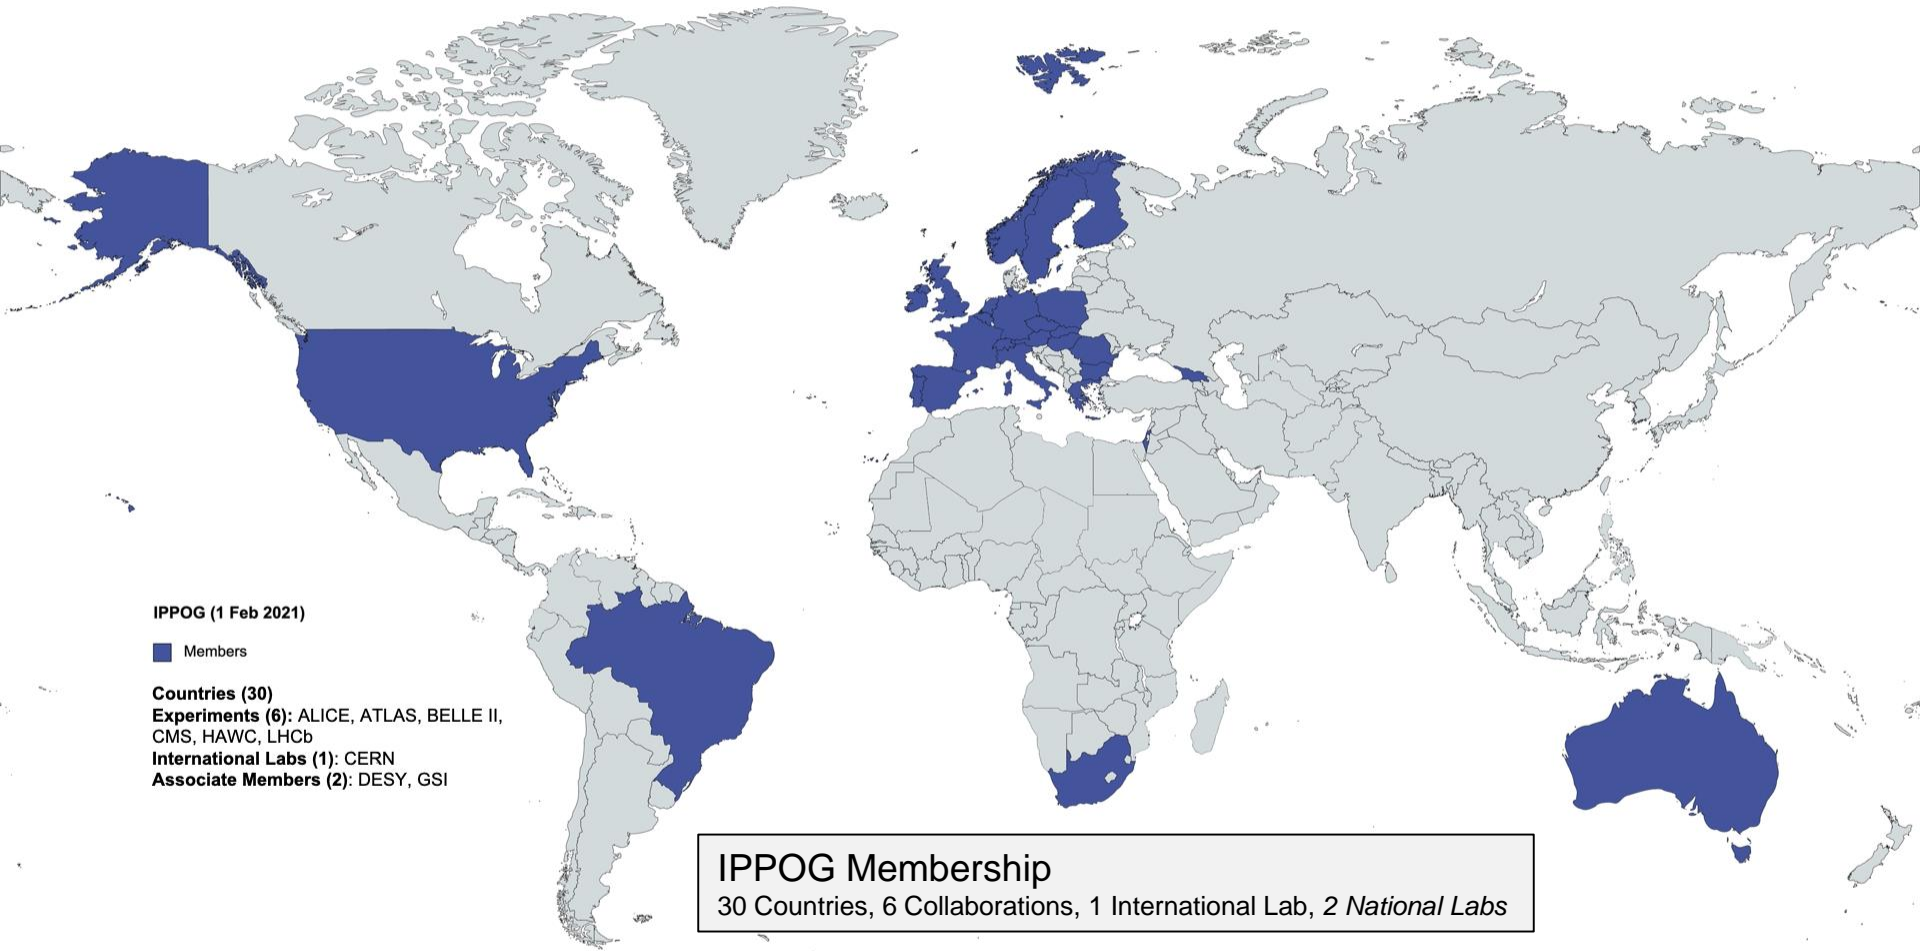 IPPOG (1 Feb 2021)
Members
Countries (30)
Experiments (6): ALICE, ATLAS, BELLE II,
CMS, HAWC, LHCb
International Labs (1): CERN
Associate Members (2): DESY, GSI
IPPOG Membership
30 Countries, 6 Collaborations, 1 International Lab, 2 National Labs